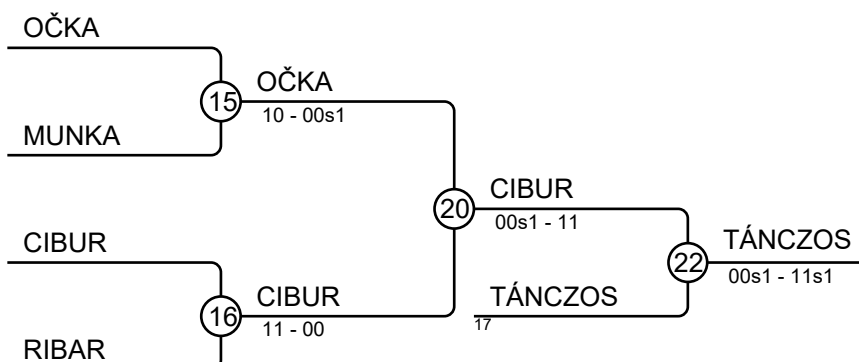 OČKA
15
OČKA
10 - 00s1
MUNKA
20
CIBUR
00s1 - 11
CIBUR
16
CIBUR
11 - 00
TÁNCZOS
17
22
TÁNCZOS
00s1 - 11s1
RIBAR